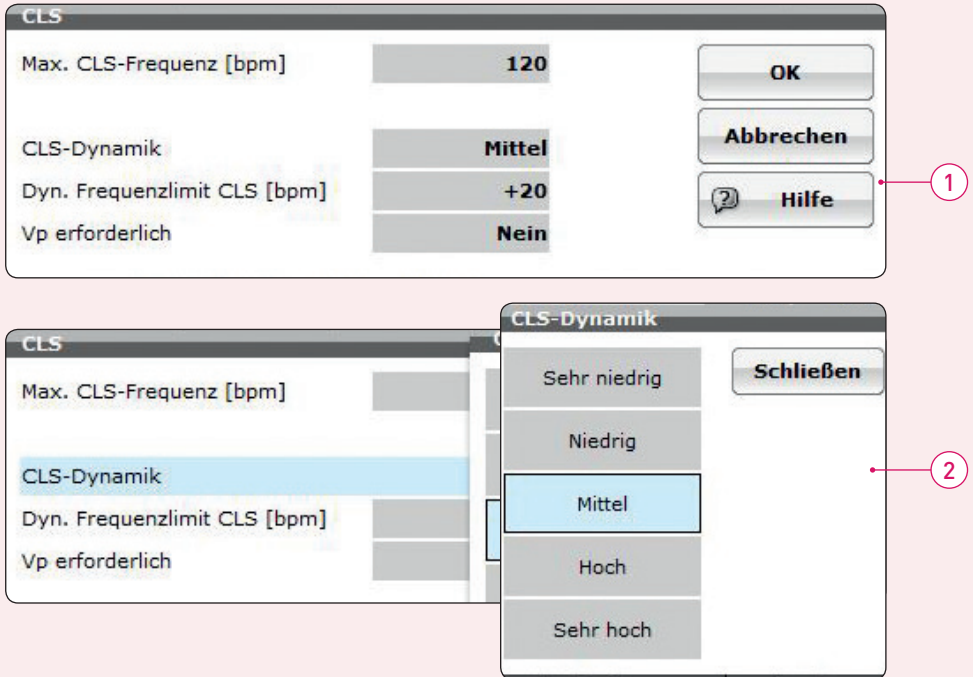 CLS
Max. CLS-Frequenz [bpm] 120
OK
CLS-Dynamik Mittel
Abbrechen
Dyn. Frequenzlimit CLS [bpm] +20
Hilfe
1
Vp erforderlich Nein
CLS-Dynamik
CLS
Sehr niedrig
Schließen
Max. CLS-Frequenz [bpm]
Niedrig
CLS-Dynamik
2
Mittel
Dyn. Frequenzlimit CLS [bpm]
Vp erforderlich
Hoch
Sehr hoch